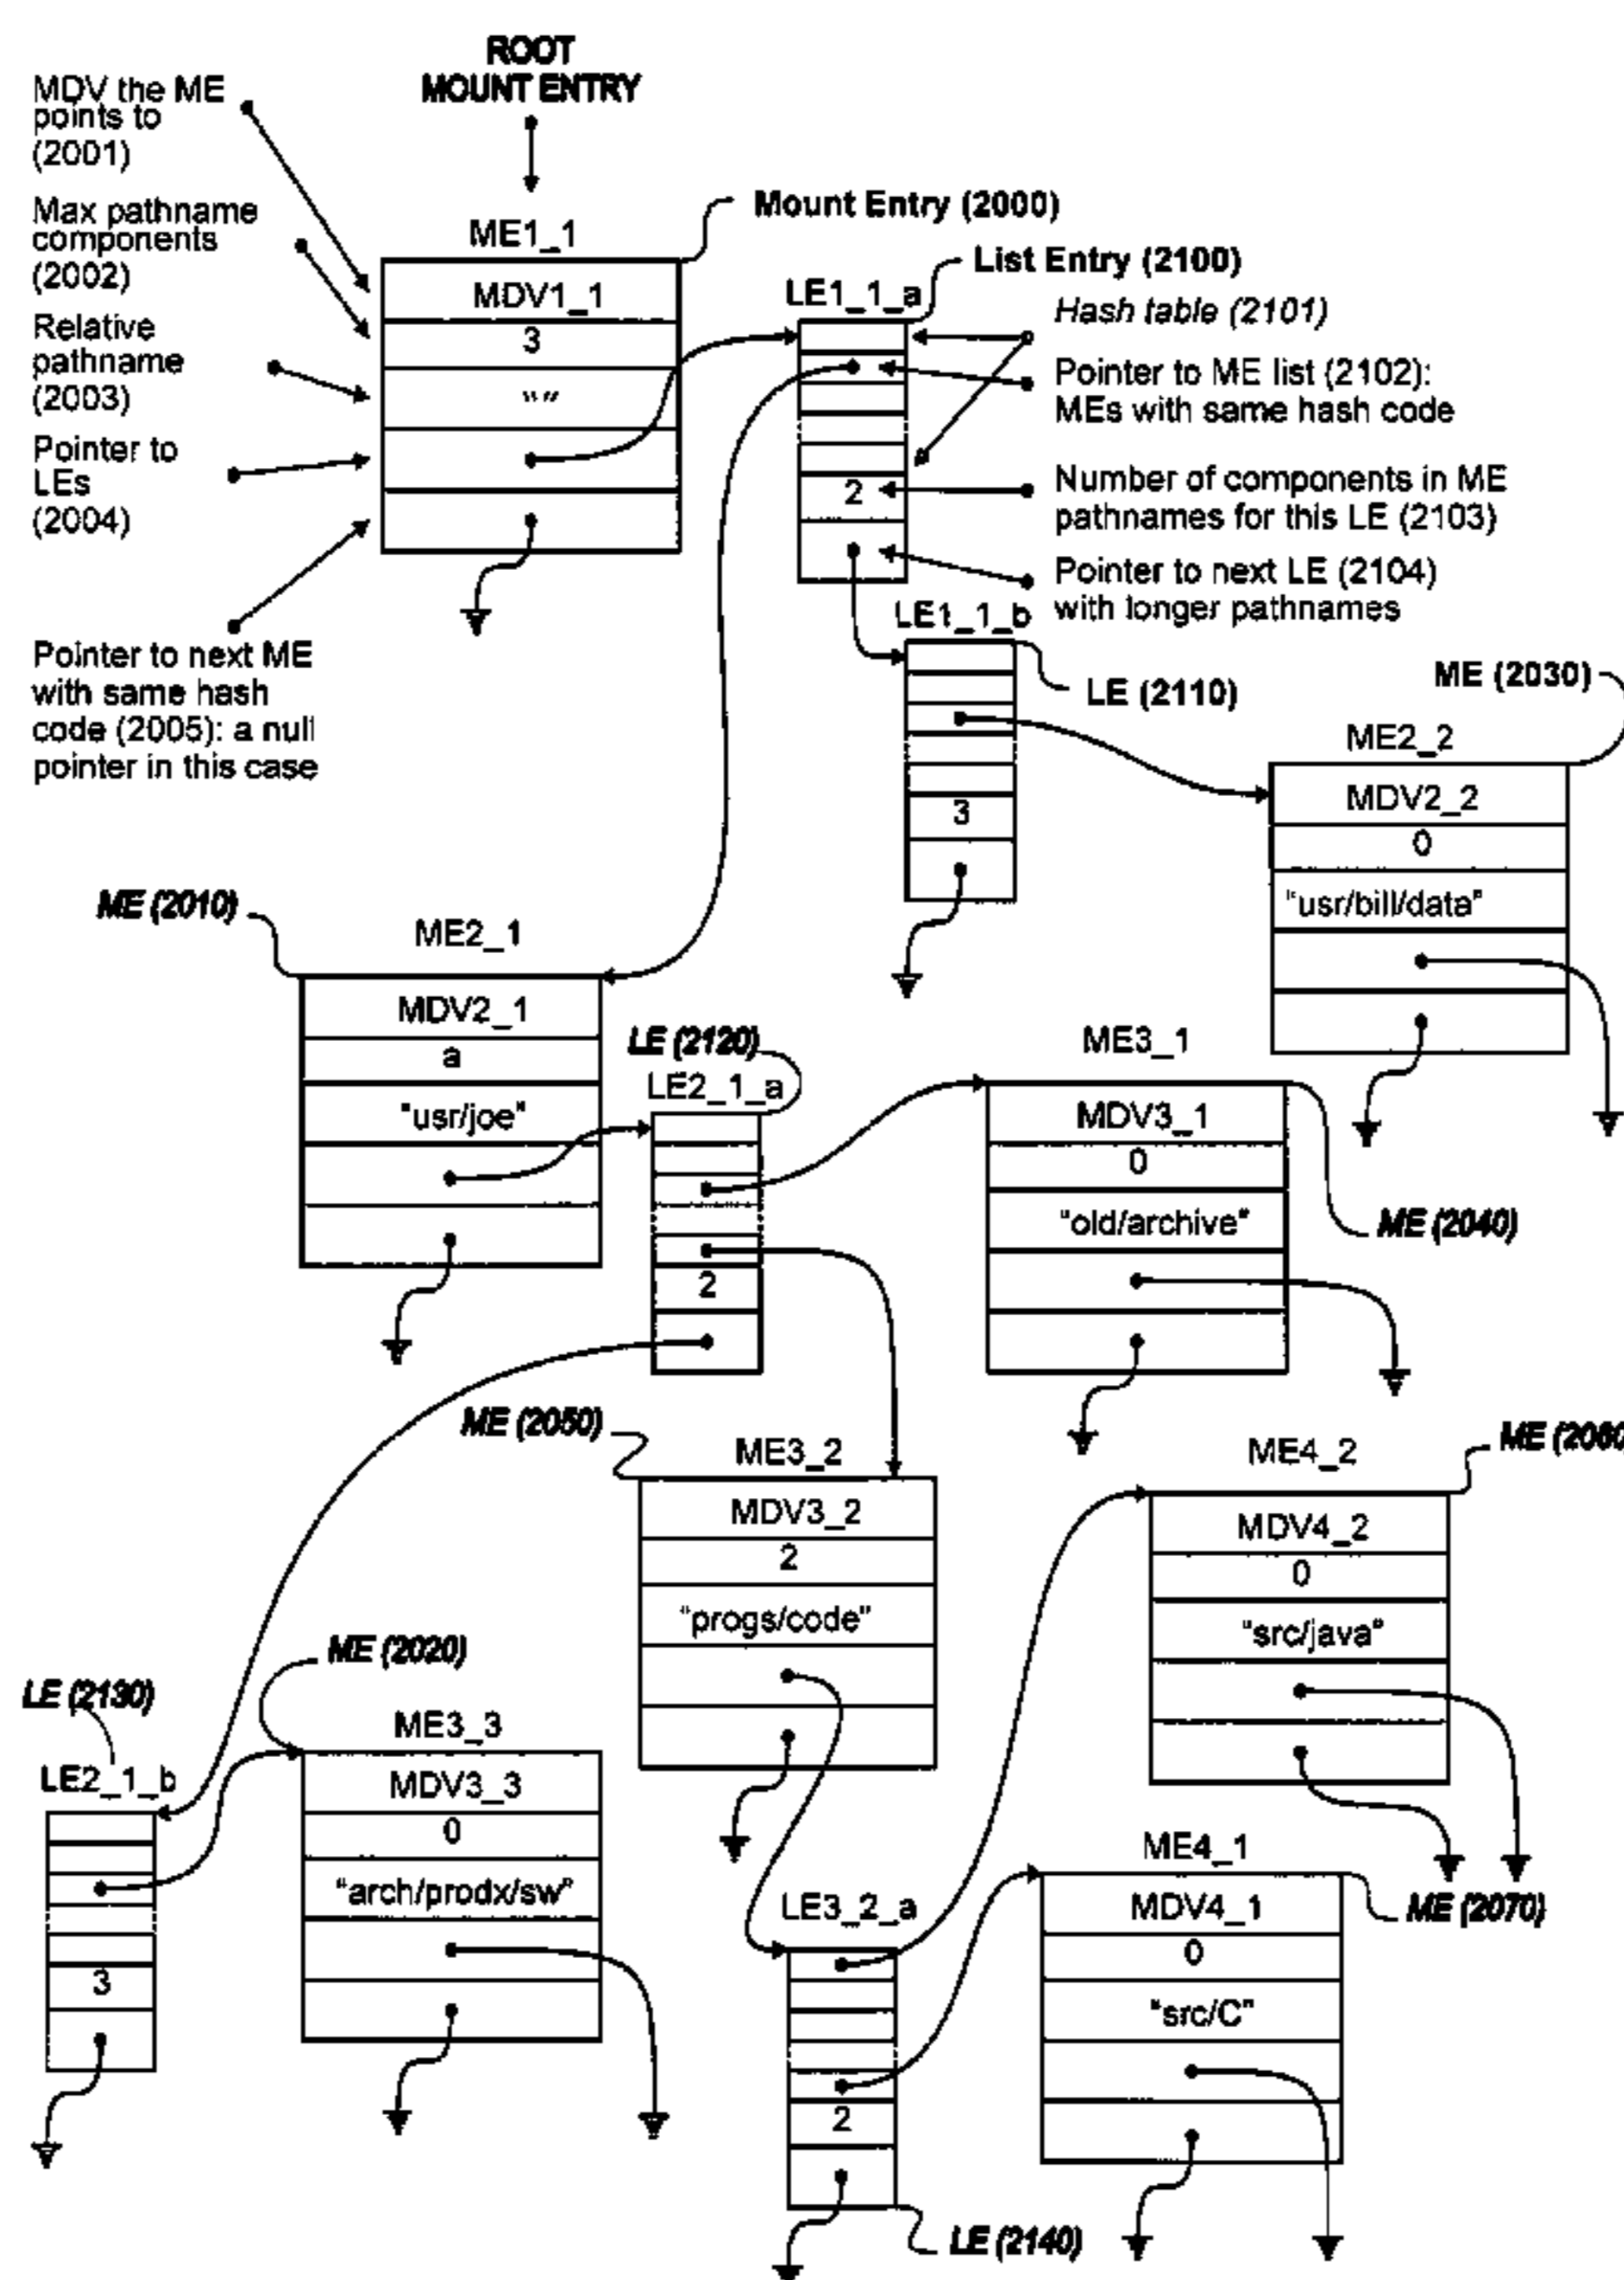 ROOT
MOUNT ENTRY
MDV the ME
points to
(2001)
Max pathname
components
(2002)
Relative
pathname
(2003)
Pointer to
LEs
(2004)
Pointer to next ME
with same hash
code (2005): a null
pointer in this case
ME1_1
MDV1_1
3
“”
Mount Entry (2000)
List Entry (2100)
LE1_1_a
Hash table (2101)
Pointer to ME list (2102):
MEs with same hash code
2
Number of components in ME
pathnames for this LE (2103)
Pointer to next LE (2104)
with longer pathnames
LE1_1_b
LE (2110)
3
ME (2030)
ME2_2
MDV2_2
0
"usr/bill/data"
ME (2010)
ME2_1
MDV2_1
a
"usr/joe"
LE (2120)
LE2_1_a
2
ME3_1
MDV3_1
0
"old/archive"
ME (2040)
ME (2050)
ME3_2
MDV3_2
2
"progs/code"
ME4_2
ME (2060
MDV4_2
0
"src/java"
LE (2130)
LE2_1_b
3
ME (2020)
ME3_3
MDV3_3
0
"arch/prodx/sw"
LE3_2_a
2
LE (2140)
ME4_1
MDV4_1
0
"src/C"
ME (2070)